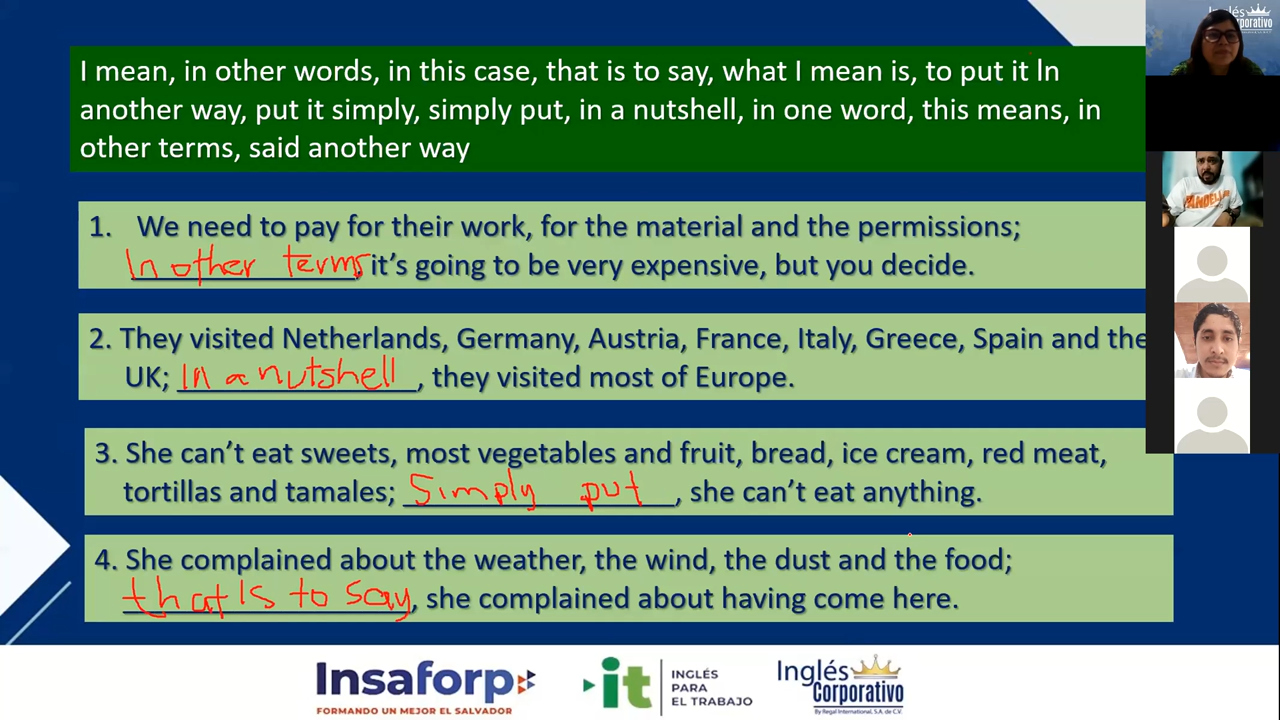 Inglés
Corporativo
I mean, in other words, in this case, that is to say, what I mean is, to put it ln
another way, put it simply, simply put, in a nutshell, in one word, this means, in
other terms, said another way
1. We need to pay for their work, for the material and the permissions;
In other terms, it's going to be very expensive, but you decide.
2. They visited Netherlands, Germany, Austria, France, Italy, Greece, Spain and the
UK; In a nutshell, they visited most of Europe.
3. She can't eat sweets, most vegetables and fruit, bread, ice cream, red meat,
tortillas and tamales; Simply put, she can't eat anything.
4. She complained about the weather, the wind, the dust and the food;
that Is to say, she complained about having come here.
Insaforp
FORMANDO UN MEJOR EL SALVADOR
it
INGLÉS
PARA
EL TRABAJO
Inglés
Corporativo
By Regal International, S.A. de C.V.